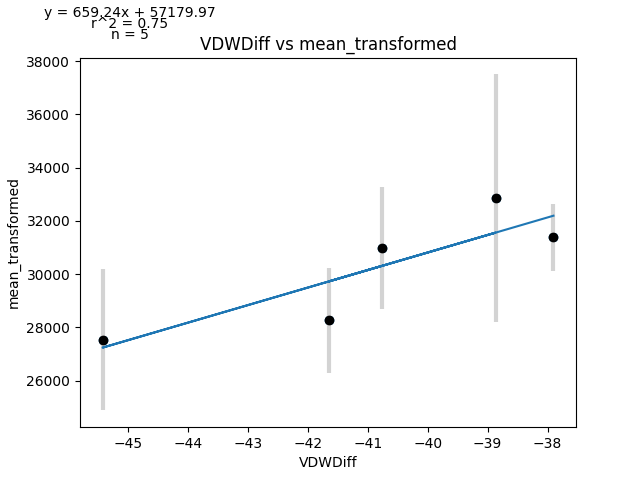 y = 659.24x + 57179.97
r^2 = 0.75
n = 5
VDWDiff vs mean_transformed
38000
36000
34000
32000
30000
28000
26000
mean_transformed
−45
−44
−43
−42
−41
−40
−39
−38
VDWDiff